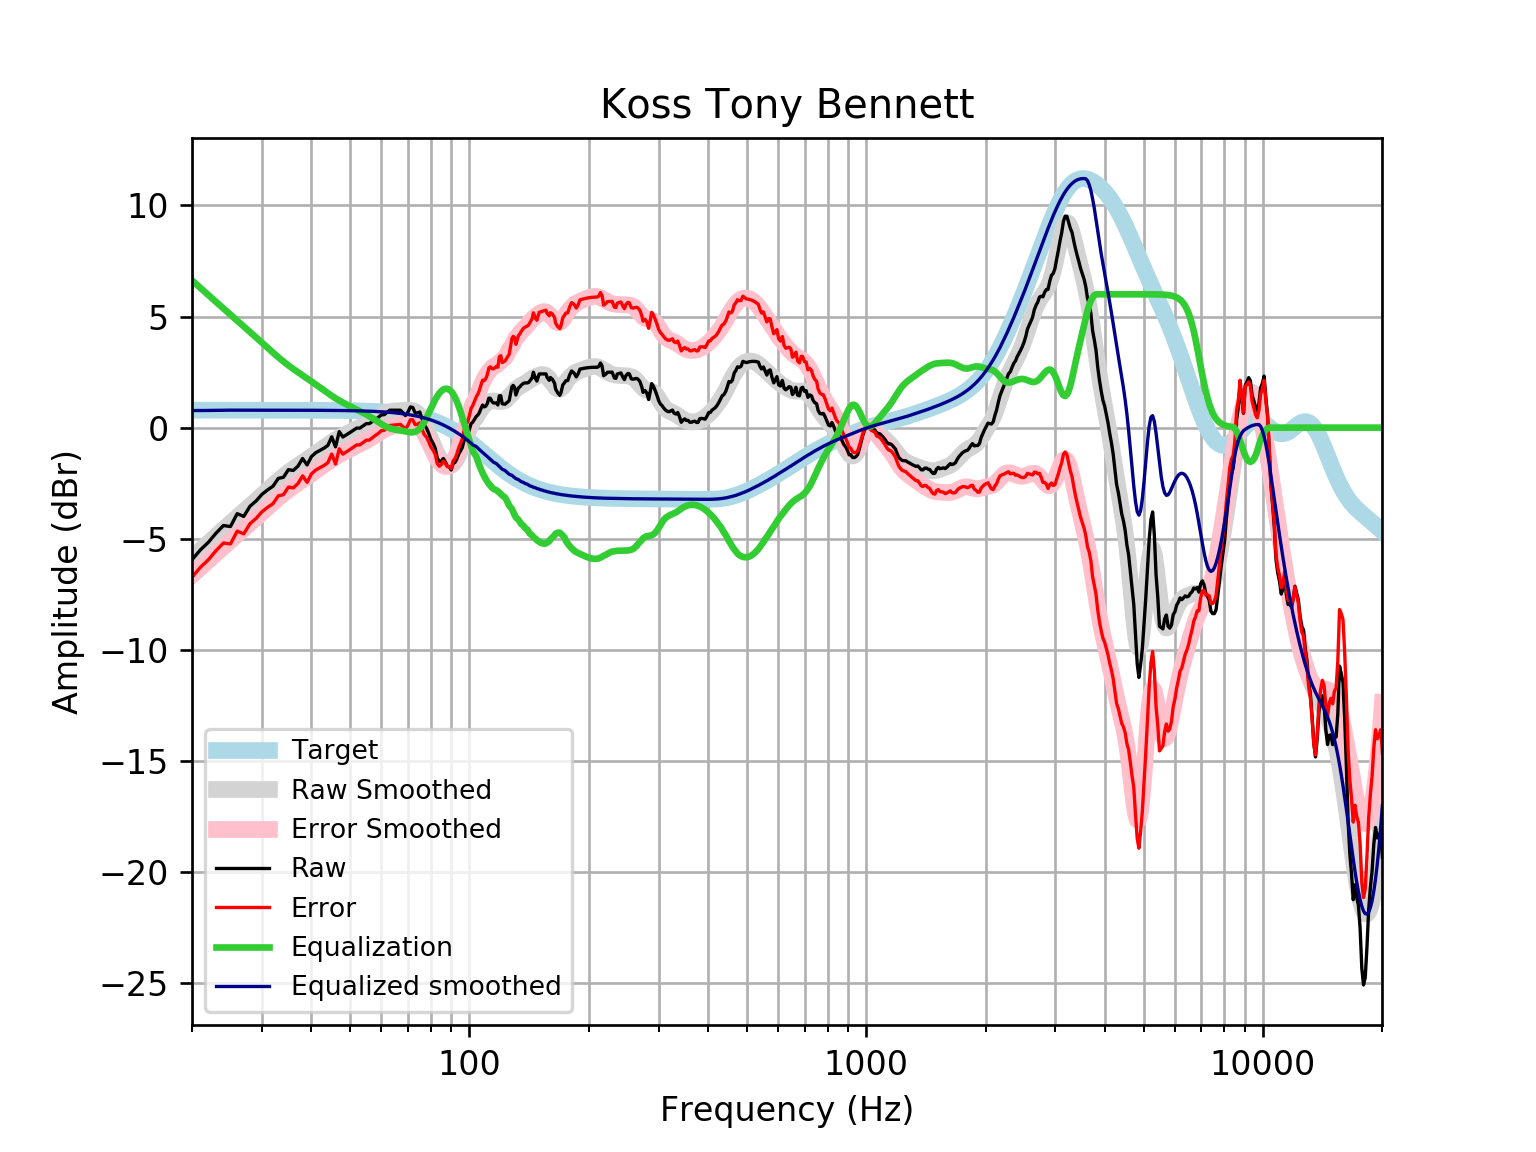 Koss Tony Bennett
10
5
0
−5
−10
−15
−20
−25
Amplitude (dBr)
Target
Raw Smoothed
Error Smoothed
Raw
Error
Equalization
Equalized smoothed
100 1000 10000
Frequency (Hz)